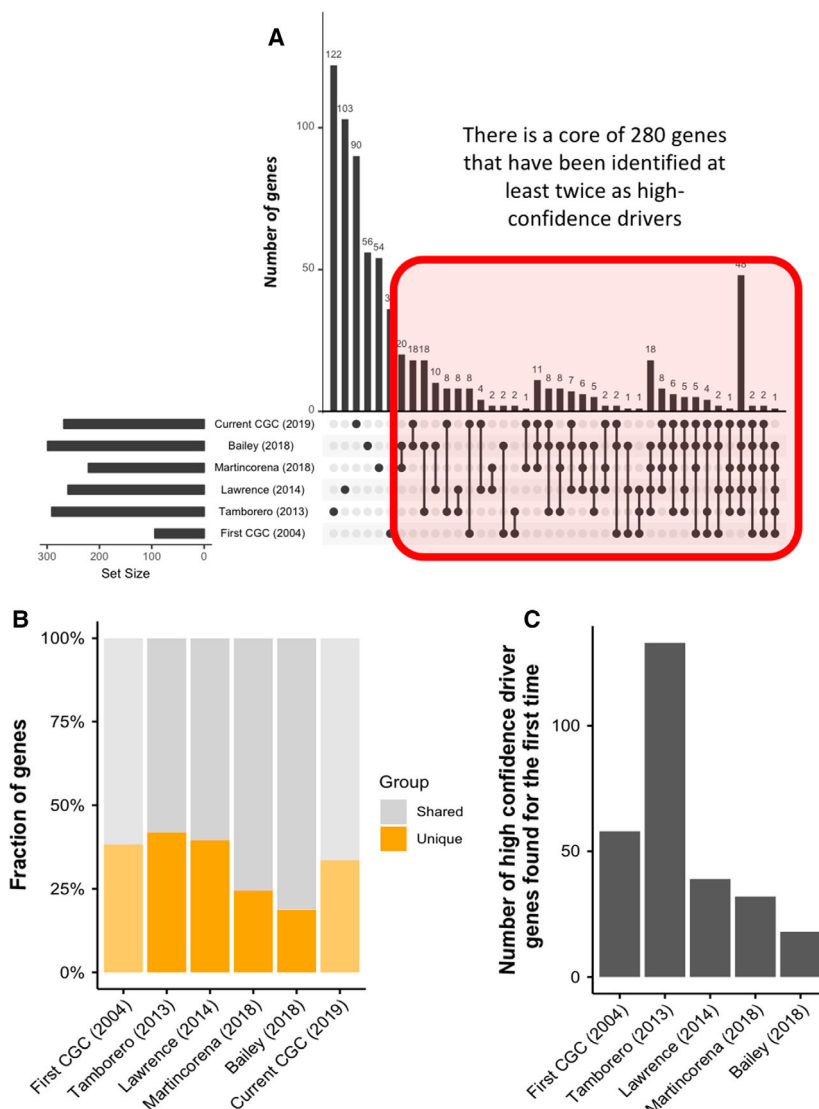 A
122
103
100
90
There is a core of 280 genes
that have been identified at
least twice as high-
confidence drivers
Number of genes
56
54
50
3
48
20
18 18
10
8 8 8
4
2 2 2
1
11
8 8
7
6
5
2 2
1 1
18
8
6
5 5
4
2
1
2 2
1
0
Current CGC (2019)
Bailey (2018)
Martincorena (2018)
Lawrence (2014)
Tamborero (2013)
First CGC (2004)
300 200 100 0
Set Size
B
100%
75%
50%
25%
0%
Fraction of genes
Group
Shared
Unique
First CGC (2004)
Tamborero (2013)
Lawrence (2014)
Martincorena (2018)
Bailey (2018)
Current CGC (2019)
C
Number of high confidence driver
genes found for the first time
100
50
0
First CGC (2004)
Tamborero (2013)
Lawrence (2014)
Martincorena (2018)
Bailey (2018)